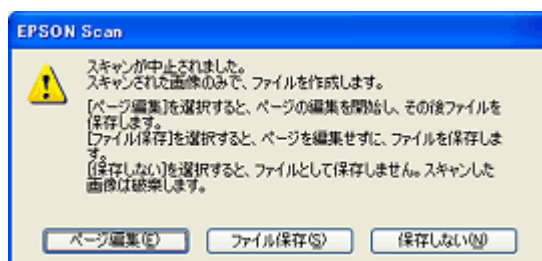 EPSON Scan
スキャンが中止されました。
スキャンされた画像のみで、ファイルを作成します。
[ページ編集]を選択すると、ページの編集を開始し、その後ファイルを
保存します。
[ファイル保存]を選択すると、ページを編集せずに、ファイルを保存しま
す。
[保存しない]を選択すると、ファイルとして保存しません。スキャンした
画像は破棄します。
ページ編集(E)
ファイル保存(S)
保存しない(N)